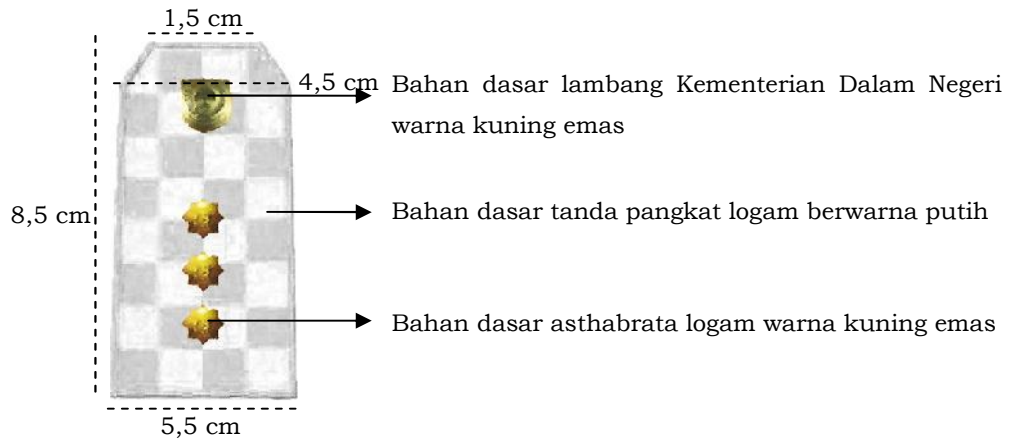 1,5 cm
4,5 cm
Bahan dasar lambang Kementerian Dalam Negeri
warna kuning emas
8,5 cm
Bahan dasar tanda pangkat logam berwarna putih
Bahan dasar asthabrata logam warna kuning emas
5,5 cm